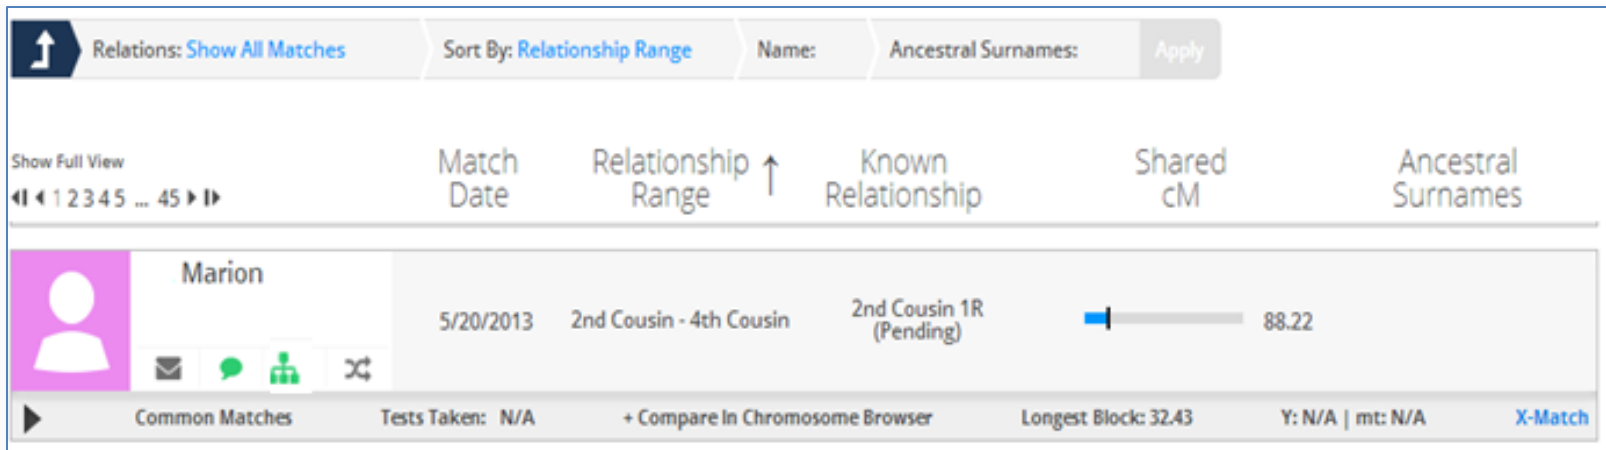 Relations: Show All Matches Sort By: Relationship Range Name: Ancestral Surnames: Apply
Show Full View
1 2 3 4 5 ... 45
Match Date
Relationship Range
Known Relationship
Shared cM
Ancestral Surnames
Marion
5/20/2013 2nd Cousin - 4th Cousin 2nd Cousin 1R (Pending) 88.22
Common Matches Tests Taken: N/A + Compare In Chromosome Browser Longest Block: 32.43 Y: N/A | mt: N/A X-Match